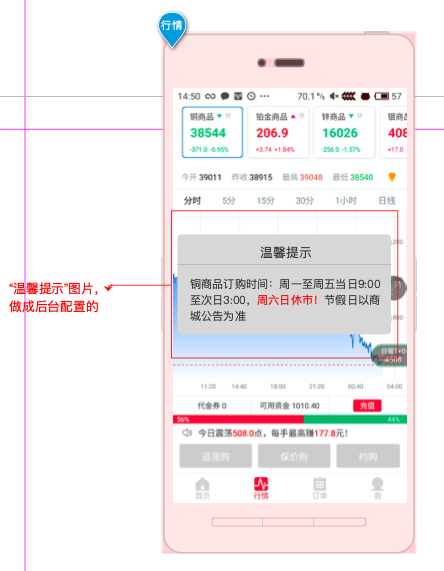 行情
14:50 70.1 % 57
铜商品 休 铂金商品 休 锌商品 休 银商品
38544 206.9 16026 408
-371.0 -0.95% +3.74 +1.84% -256.0 -1.57% +17.0
今开 39011 昨收 38915 最高 39048 最低 38540
分时 5分 15分 30分 1小时 日线
温馨提示
铜商品订购时间：周一至周五当日9:00
至次日3:00，周六日休市！节假日以商
城公告为准
“温馨提示”图片，
做成后台配置的
白银T+0
4508
11:20 14:40 18:00 21:20 00:40 04:00
代金券 0 可用资金 1010.40 充值
56% 44%
今日震荡508.0点，每手最高赚177.8元！
追涨购 保价购 约购
首页 行情 订单 我